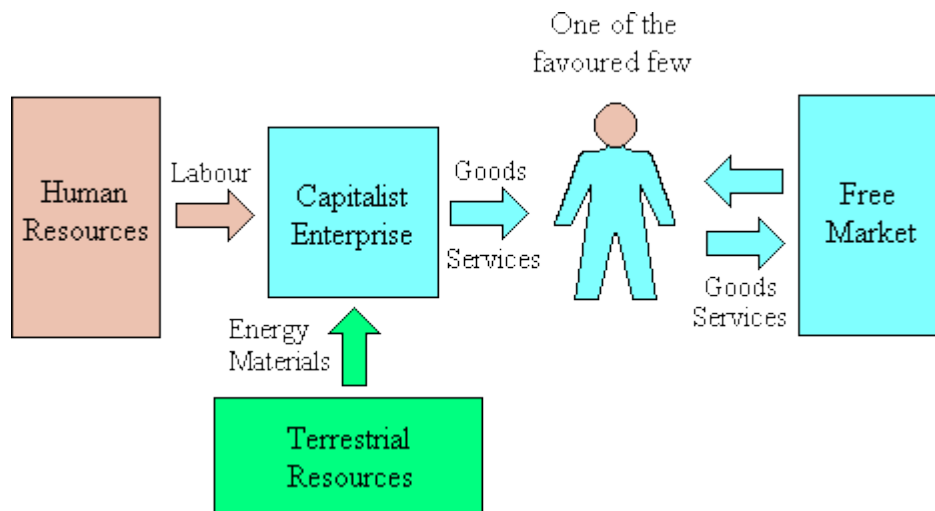 One of the
favoured few
Human
Resources
Labour
Capitalist
Enterprise
Goods
Services
Free
Market
Goods
Services
Energy
Materials
Terrestrial
Resources